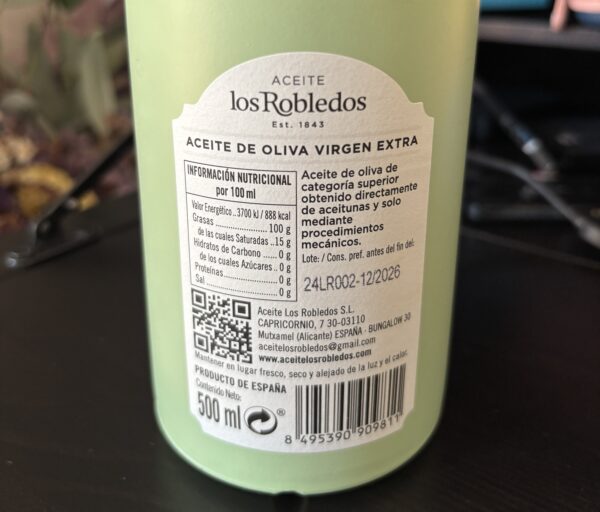 ACEITE
los Robledos
Est. 1843
ACEITE DE OLIVA VIRGEN EXTRA
INFORMACIÓN NUTRICIONAL
por 100 ml
Valor Energético..3700 kJ / 888 kcal
Grasas......100 g
de las cuales Saturadas..15 g
Hidratos de Carbono....0 g
de los cuales Azúcares..0 g
Proteínas......0 g
Sal......0 g
Aceite de oliva de
categoría superior
obtenido directamente
de aceitunas y solo
mediante
procedimientos
mecánicos.
Lote: / Cons. pref. antes del fin del:
24LR002-12/2026
Aceite Los Robledos S.L.
CAPRICORNIO, 7 30-03110
Mutxamel (Alicante) ESPAÑA · BUNGALOW 30
aceitelosrobledos@gmail.com
www.aceitelosrobledos.com
Mantener en lugar fresco, seco y alejado de la luz y el calor.
PRODUCTO DE ESPAÑA
Contenido Neto:
500 ml
®
8 495390 909811